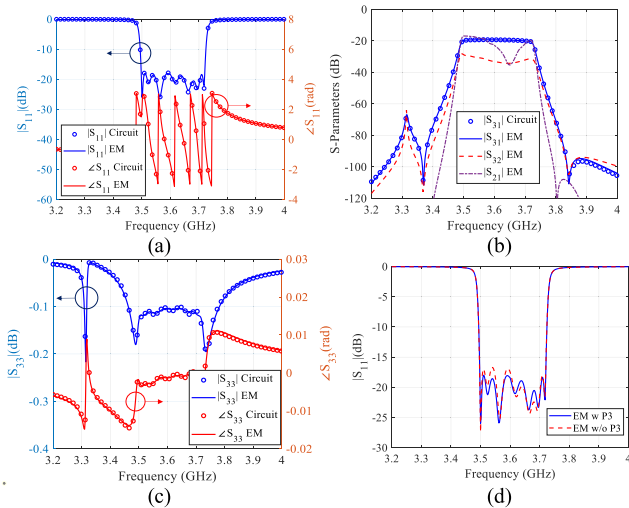 0
-10
-20
-30
-40
-50
-60
|S11|(dB)
8
6
4
2
0
-2
-4
∠S11(rad)
|S11| Circuit
|S11| EM
∠S11 Circuit
∠S11 EM
3.2 3.3 3.4 3.5 3.6 3.7 3.8 3.9 4
Frequency (GHz)
(a)
0
-20
-40
-60
-80
-100
-120
S-Parameters (dB)
|S31| Circuit
|S31| EM
|S32| EM
|S21| EM
3.2 3.3 3.4 3.5 3.6 3.7 3.8 3.9 4.0
Frequency (GHz)
(b)
-0.1
-0.2
-0.3
-0.4
|S33|(dB)
0.03
0.02
0.01
0
-0.01
-0.02
∠S33(rad)
|S33| Circuit
|S33| EM
∠S33 Circuit
∠S33 EM
3.2 3.3 3.4 3.5 3.6 3.7 3.8 3.9 4
Frequency (GHz)
(c)
0
-5
-10
-15
-20
-25
-30
|S11|(dB)
EM w P3
EM w/o P3
3.2 3.3 3.4 3.5 3.6 3.7 3.8 3.9 4
Frequency (GHz)
(d)